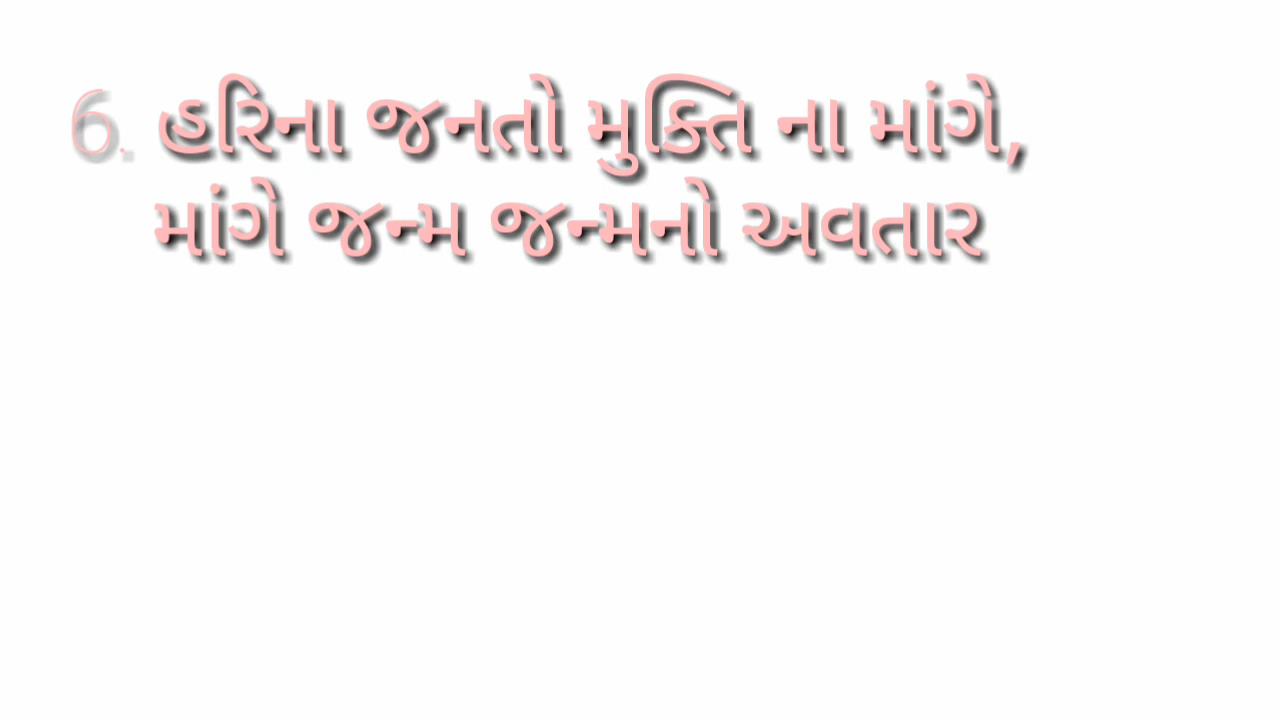 6. હરિના જનતો મુક્તિ ના માંગે,
માંગે જન્મ જન્મનો અવતાર